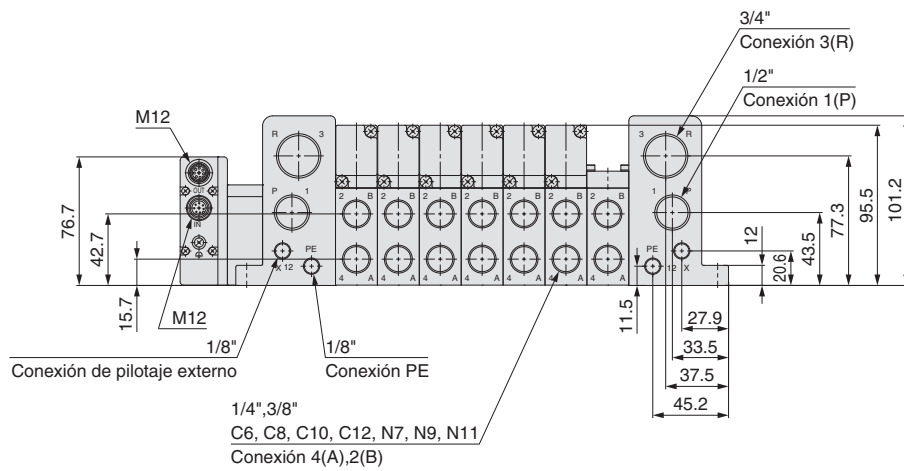 3/4"
Conexión 3(R)
1/2"
Conexión 1(P)
M12
R 3
3 R
OUT
P 1
1 P
IN
2 B 2 B 2 B 2 B 2 B 2 B 2 B
PE
PE
X 12
12 X
4 A 4 A 4 A 4 A 4 A 4 A 4 A
76.7
42.7
15.7
M12
11.5
12
20.6
43.5
77.3
95.5
101.2
27.9
33.5
37.5
45.2
1/8"
Conexión de pilotaje externo
1/8"
Conexión PE
1/4",3/8"
C6, C8, C10, C12, N7, N9, N11
Conexión 4(A),2(B)